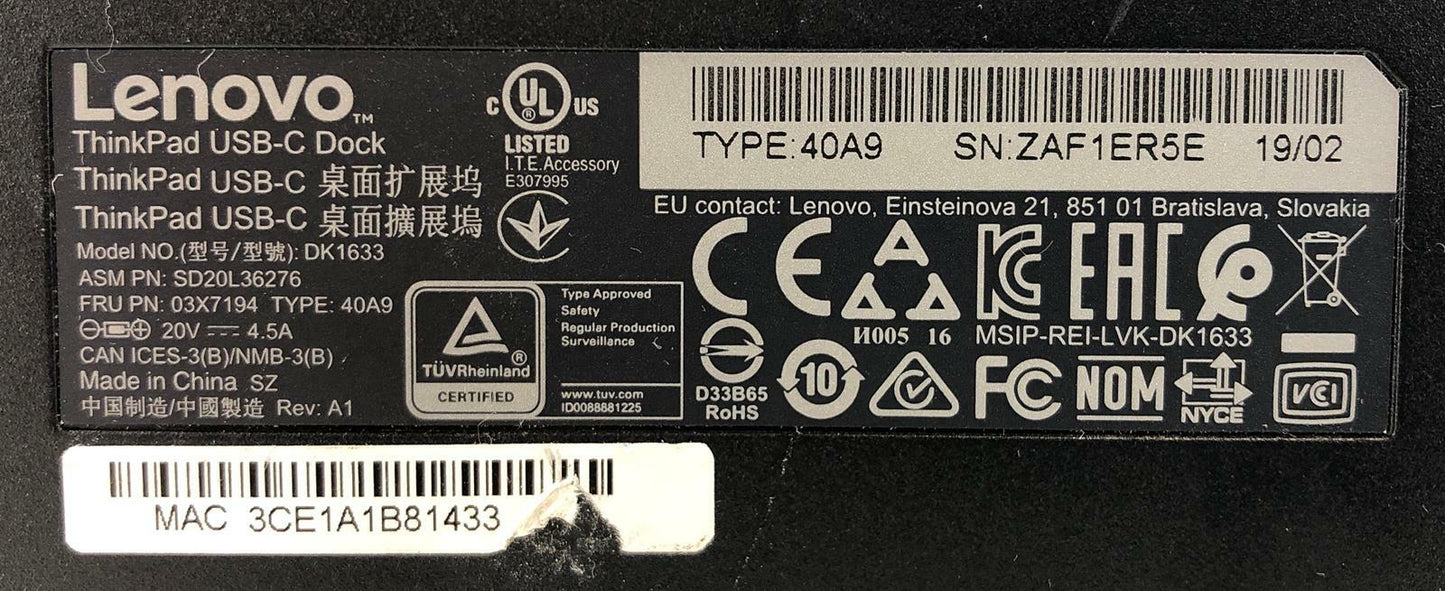 Lenovo™
ThinkPad USB-C Dock
ThinkPad USB-C 桌面扩展坞
ThinkPad USB-C 桌面擴展塢
Model NO.(型号/型號): DK1633
ASM PN: SD20L36276
FRU PN: 03X7194 TYPE: 40A9
20V ⎓ 4.5A
CAN ICES-3(B)/NMB-3(B)
Made in China SZ
中国制造/中國製造 Rev: A1
C UL ® US
LISTED
I.T.E. Accessory
E307995
TÜVRheinland ®
CERTIFIED
Type Approved
Safety
Regular Production
Surveillance
www.tuv.com
ID0088881225
TYPE:40A9 SN:ZAF1ER5E 19/02
EU contact: Lenovo, Einsteinova 21, 851 01 Bratislava, Slovakia
CE EAC
И005 16
MSIP-REI-LVK-DK1633
D33B65
RoHS
10
FC
NOM
NYCE
VCI
MAC 3CE1A1B81433